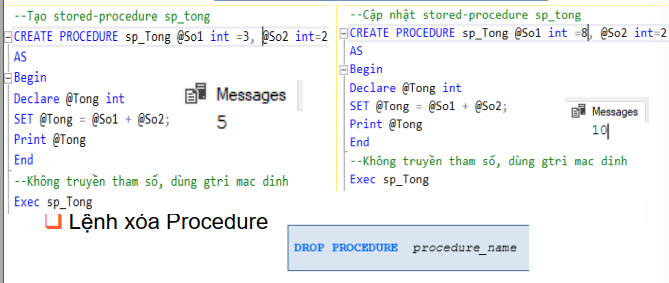 --Tạo stored-procedure sp_tong
CREATE PROCEDURE sp_Tong @So1 int =3, @So2 int=2
AS
Begin
Declare @Tong int
SET @Tong = @So1 + @So2;
Print @Tong
End
--Không truyền tham số, dùng gtri mac dinh
Exec sp_Tong
Messages
5
--Cập nhật stored-procedure sp_tong
CREATE PROCEDURE sp_Tong @So1 int =8, @So2 int=2
AS
Begin
Declare @Tong int
SET @Tong = @So1 + @So2;
Print @Tong
End
--Không truyền tham số, dùng gtri mac dinh
Exec sp_Tong
Messages
10
Lệnh xóa Procedure
DROP PROCEDURE procedure_name